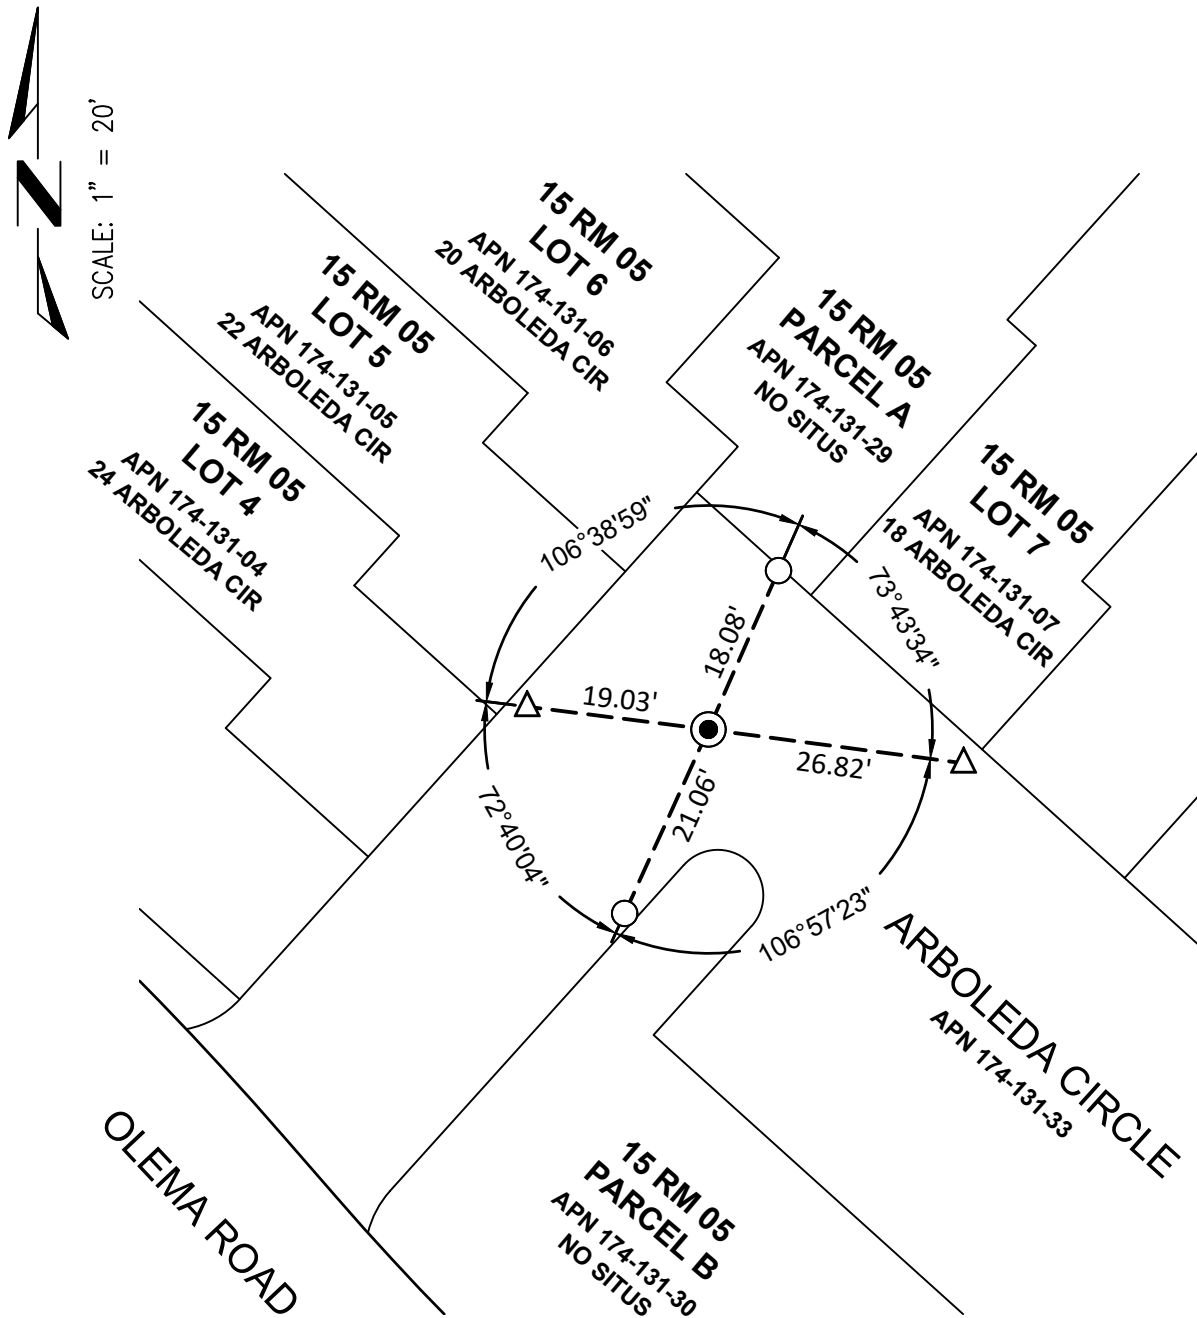 N
SCALE: 1" = 20'
15 RM 05
LOT 6
APN 174-131-06
20 ARBOLEDA CIR
15 RM 05
LOT 5
APN 174-131-05
22 ARBOLEDA CIR
15 RM 05
PARCEL A
APN 174-131-29
NO SITUS
15 RM 05
LOT 4
APN 174-131-04
24 ARBOLEDA CIR
15 RM 05
LOT 7
APN 174-131-07
18 ARBOLEDA CIR
106°38'59"
73°43'34"
18.08'
19.03'
26.82'
21.06'
72°40'04"
106°57'23"
ARBOLEDA CIRCLE
APN 174-131-33
OLEMA ROAD
15 RM 05
PARCEL B
APN 174-131-30
NO SITUS